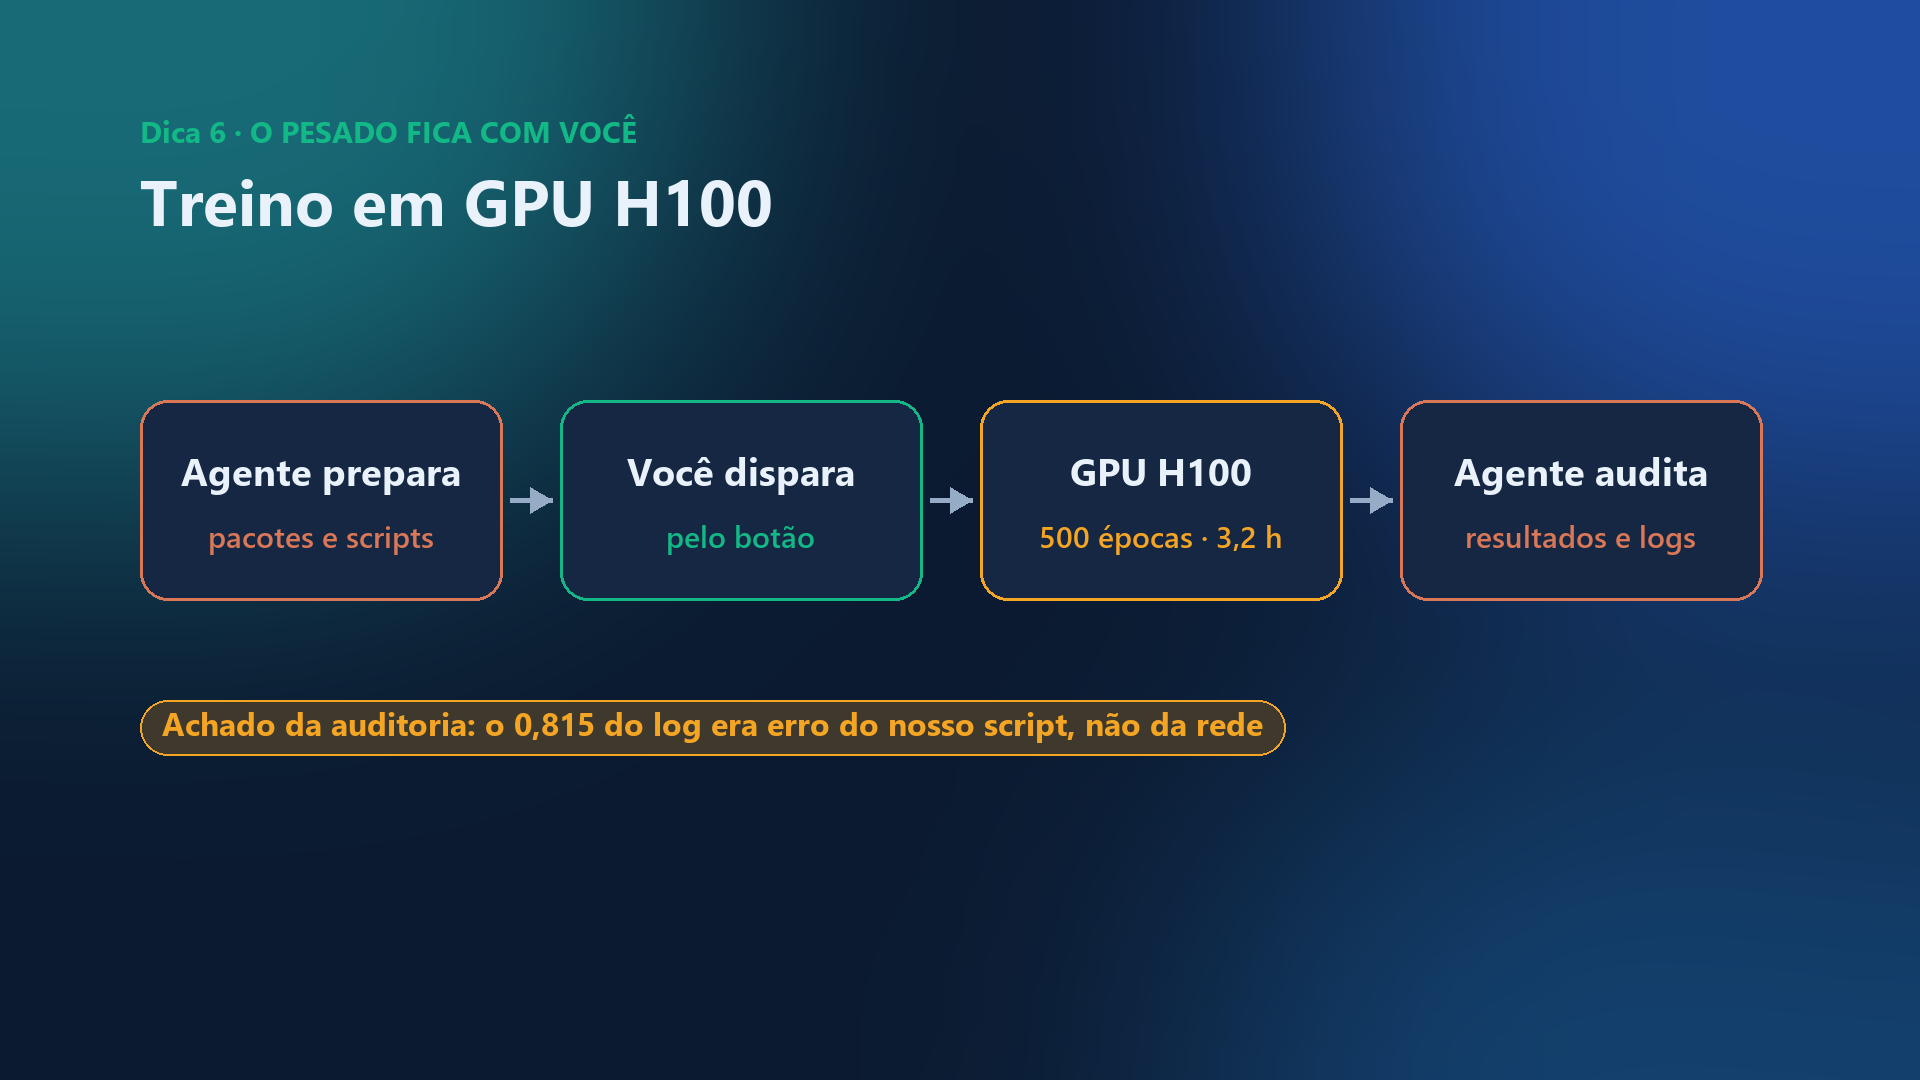 Dica 6 · O PESADO FICA COM VOCÊ
Treino em GPU H100
Agente prepara
pacotes e scripts
Você dispara
pelo botão
GPU H100
500 épocas · 3,2 h
Agente audita
resultados e logs
Achado da auditoria: o 0,815 do log era erro do nosso script, não da rede